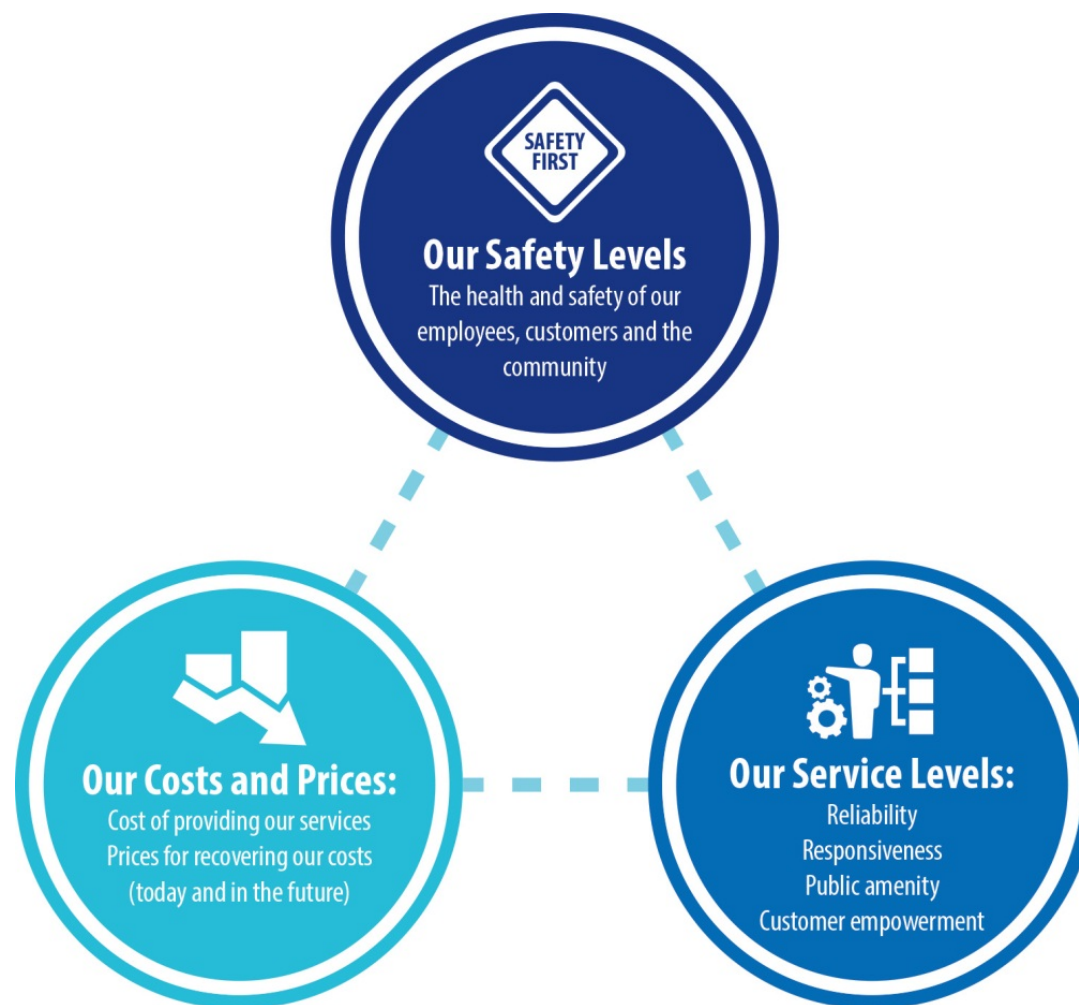 SAFETY
FIRST
Our Safety Levels
The health and safety of our
employees, customers and the
community
Our Costs and Prices:
Cost of providing our services
Prices for recovering our costs
(today and in the future)
Our Service Levels:
Reliability
Responsiveness
Public amenity
Customer empowerment